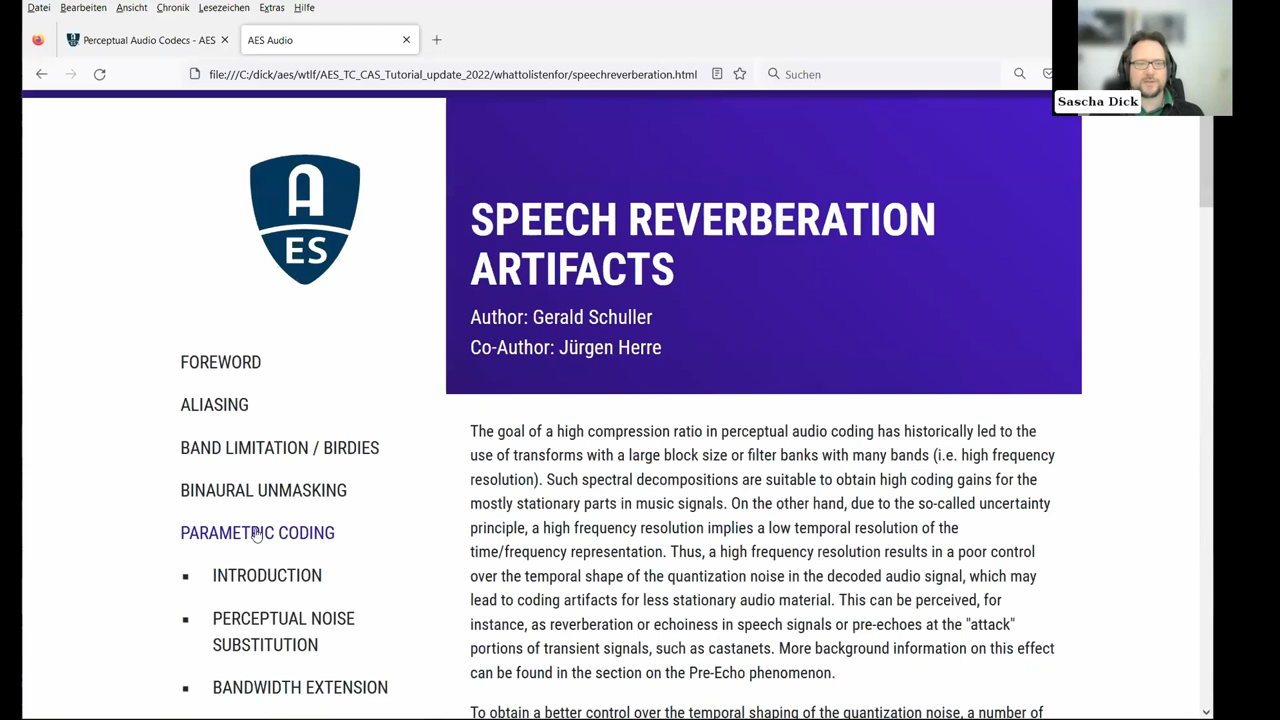 Datei Bearbeiten Ansicht Chronik Lesezeichen Extras Hilfe
Perceptual Audio Codecs - AES
AES Audio
file:///C:/dick/aes/wtlf/AES_TC_CAS_Tutorial_update_2022/whattolistenfor/speechreverberation.html
Suchen
Sascha Dick
A
ES
SPEECH REVERBERATION
ARTIFACTS
Author: Gerald Schuller
Co-Author: Jürgen Herre
FOREWORD
ALIASING
BAND LIMITATION / BIRDIES
BINAURAL UNMASKING
PARAMETRIC CODING
INTRODUCTION
PERCEPTUAL NOISE
SUBSTITUTION
BANDWIDTH EXTENSION
The goal of a high compression ratio in perceptual audio coding has historically led to the
use of transforms with a large block size or filter banks with many bands (i.e. high frequency
resolution). Such spectral decompositions are suitable to obtain high coding gains for the
mostly stationary parts in music signals. On the other hand, due to the so-called uncertainty
principle, a high frequency resolution implies a low temporal resolution of the
time/frequency representation. Thus, a high frequency resolution results in a poor control
over the temporal shape of the quantization noise in the decoded audio signal, which may
lead to coding artifacts for less stationary audio material. This can be perceived, for
instance, as reverberation or echoiness in speech signals or pre-echoes at the "attack"
portions of transient signals, such as castanets. More background information on this effect
can be found in the section on the Pre-Echo phenomenon.
To obtain a better control over the temporal shaping of the quantization noise, a number of